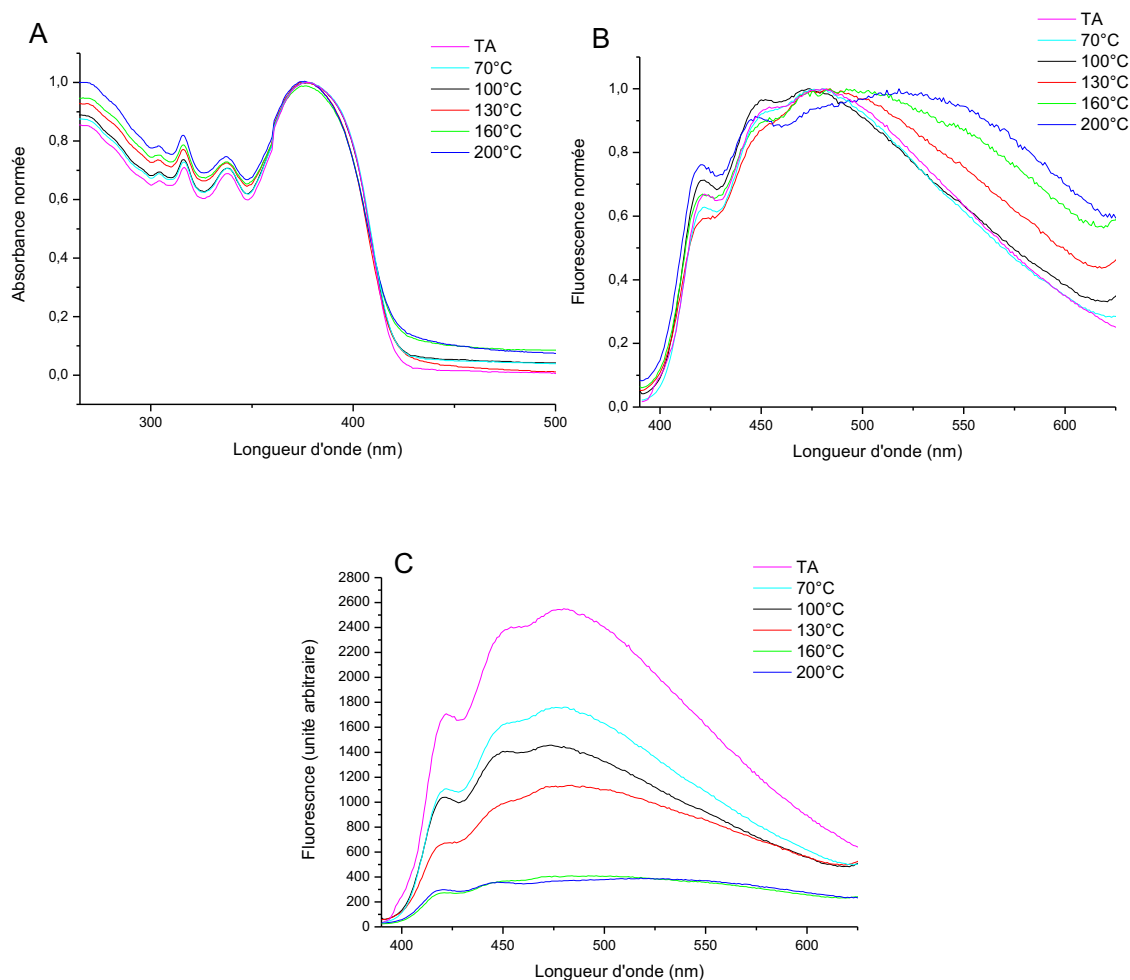 A
TA
70°C
100°C
130°C
160°C
200°C
1,0
0,8
0,6
0,4
0,2
0,0
Absorbance normée
300
400
500
Longueur d'onde (nm)
B
TA
70°C
100°C
130°C
160°C
200°C
1,0
0,8
0,6
0,4
0,2
0,0
Fluorescence normée
400
450
500
550
600
Longueur d'onde (nm)
C
TA
70°C
100°C
130°C
160°C
200°C
2800
2600
2400
2200
2000
1800
1600
1400
1200
1000
800
600
400
200
0
Fluorescnce (unité arbitraire)
400
450
500
550
600
Longueur d'onde (nm)